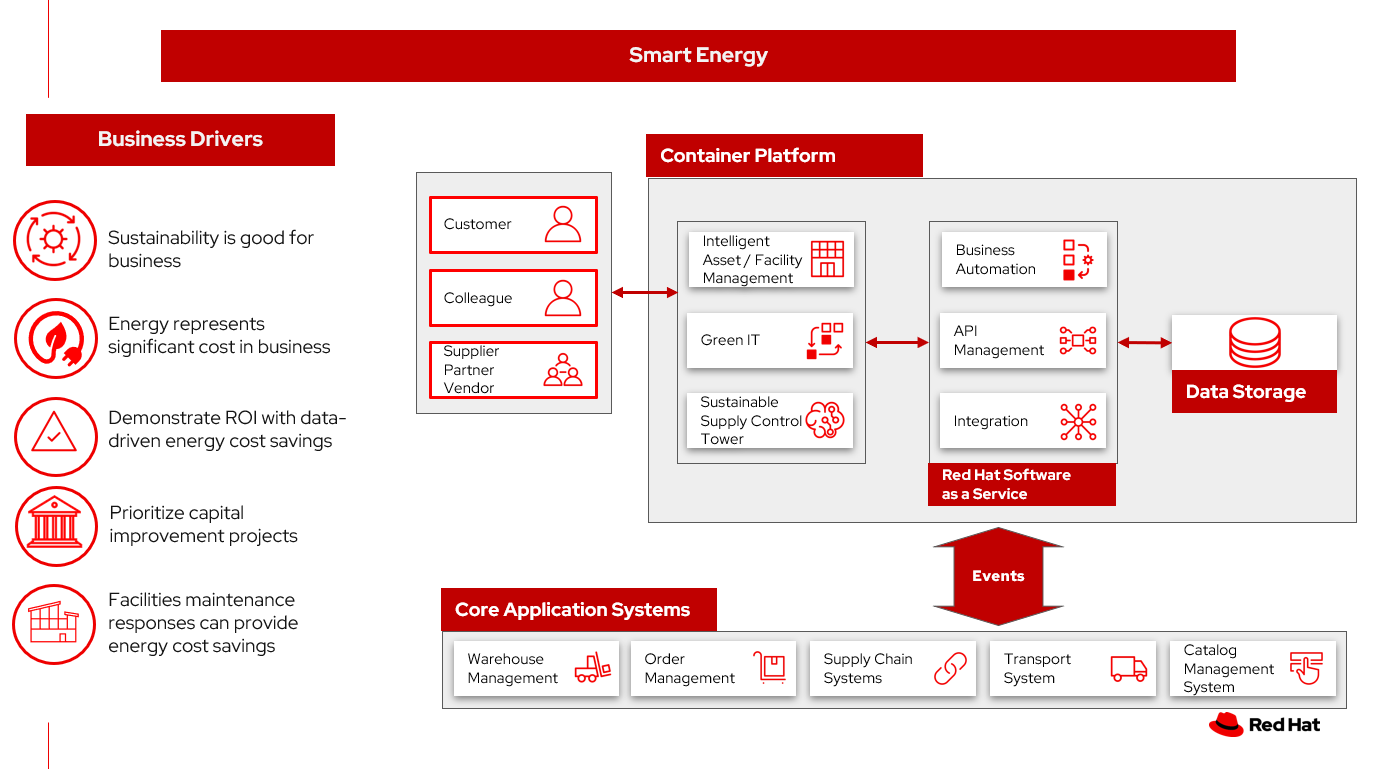 Smart Energy
Business Drivers
Sustainability is good for
business
Energy represents
significant cost in business
Demonstrate ROI with data-
driven energy cost savings
Prioritize capital
improvement projects
Facilities maintenance
responses can provide
energy cost savings
Customer
Colleague
Supplier
Partner
Vendor
Container Platform
Intelligent
Asset / Facility
Management
Green IT
Sustainable
Supply Control
Tower
Business
Automation
API
Management
Integration
Red Hat Software
as a Service
Data Storage
Events
Core Application Systems
Warehouse
Management
Order
Management
Supply Chain
Systems
Transport
System
Catalog
Management
System
Red Hat